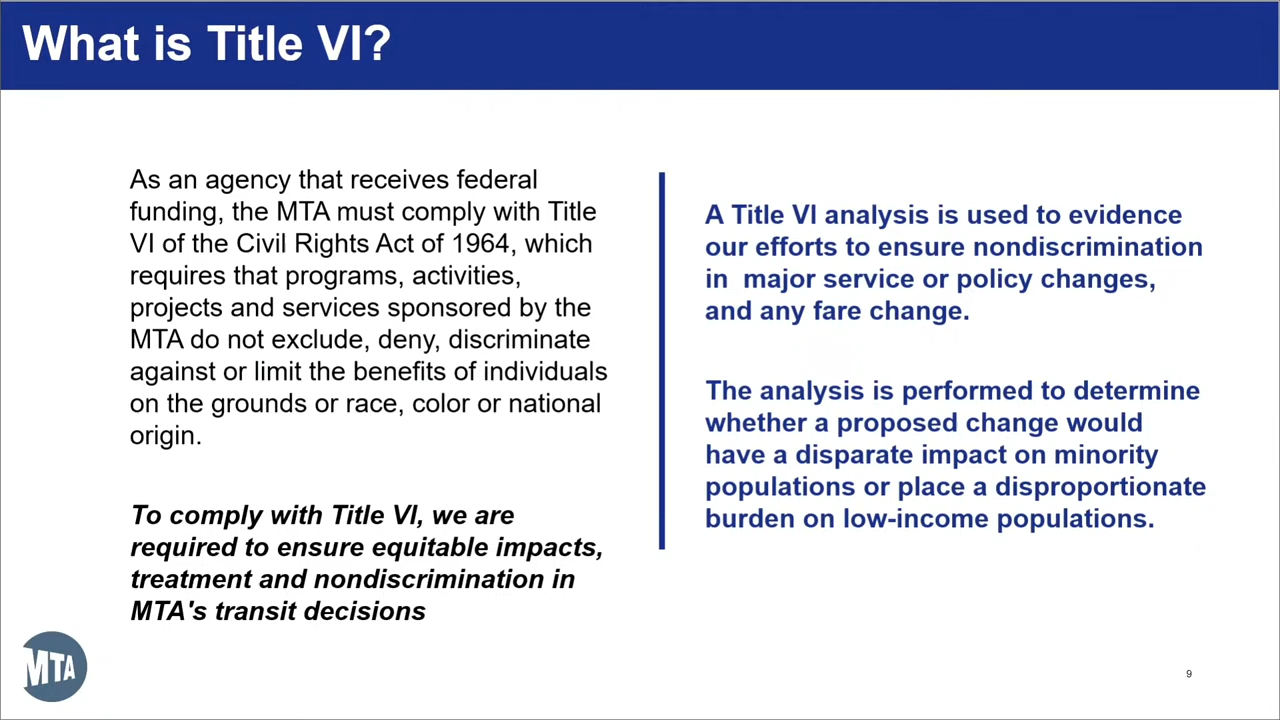 What is Title VI?
As an agency that receives federal
funding, the MTA must comply with Title
VI of the Civil Rights Act of 1964, which
requires that programs, activities,
projects and services sponsored by the
MTA do not exclude, deny, discriminate
against or limit the benefits of individuals
on the grounds or race, color or national
origin.
To comply with Title VI, we are
required to ensure equitable impacts,
treatment and nondiscrimination in
MTA's transit decisions
A Title VI analysis is used to evidence
our efforts to ensure nondiscrimination
in  major service or policy changes,
and any fare change.
The analysis is performed to determine
whether a proposed change would
have a disparate impact on minority
populations or place a disproportionate
burden on low-income populations.
MTA
9